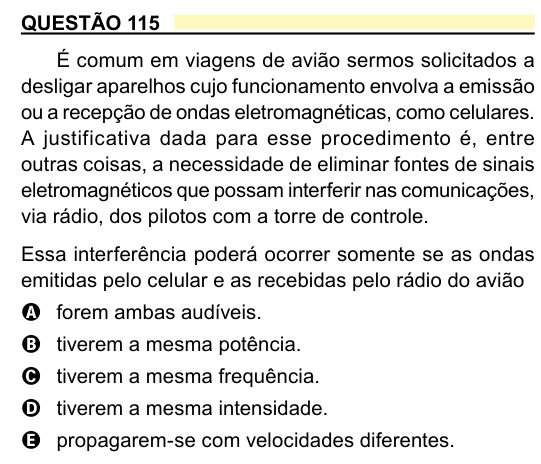 QUESTÃO 115
É comum em viagens de avião sermos solicitados a
desligar aparelhos cujo funcionamento envolva a emissão
ou a recepção de ondas eletromagnéticas, como celulares.
A justificativa dada para esse procedimento é, entre
outras coisas, a necessidade de eliminar fontes de sinais
eletromagnéticos que possam interferir nas comunicações,
via rádio, dos pilotos com a torre de controle.
Essa interferência poderá ocorrer somente se as ondas
emitidas pelo celular e as recebidas pelo rádio do avião
A forem ambas audíveis.
B tiverem a mesma potência.
C tiverem a mesma frequência.
D tiverem a mesma intensidade.
E propagarem-se com velocidades diferentes.